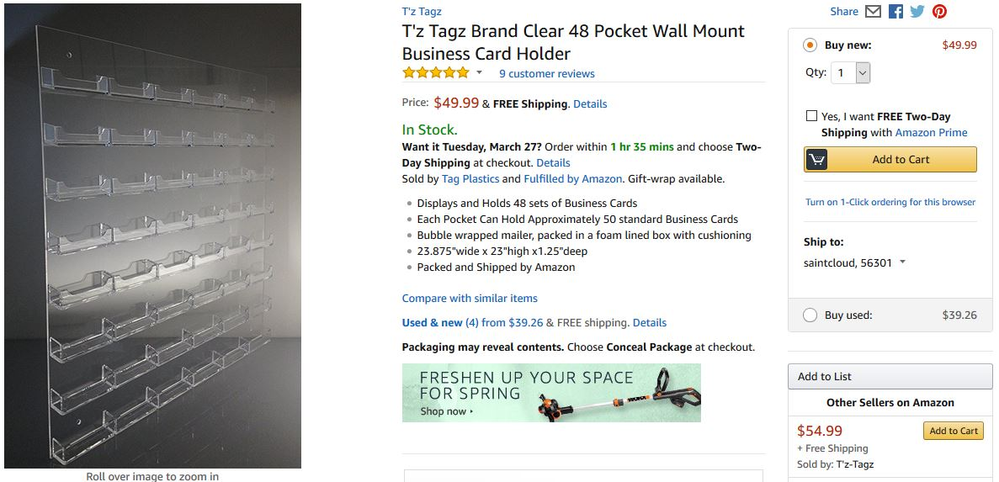 T'z Tagz
T'z Tagz Brand Clear 48 Pocket Wall Mount
Business Card Holder
9 customer reviews
Price: $49.99 & FREE Shipping. Details
In Stock.
Want it Tuesday, March 27? Order within 1 hr 35 mins and choose Two-
Day Shipping at checkout. Details
Sold by Tag Plastics and Fulfilled by Amazon. Gift-wrap available.
Displays and Holds 48 sets of Business Cards
Each Pocket Can Hold Approximately 50 standard Business Cards
Bubble wrapped mailer, packed in a foam lined box with cushioning
23.875"wide x 23"high x1.25"deep
Packed and Shipped by Amazon
Compare with similar items
Used & new (4) from $39.26 & FREE shipping. Details
Packaging may reveal contents. Choose Conceal Package at checkout.
FRESHEN UP YOUR SPACE
FOR SPRING
Shop now
WORX
Roll over image to zoom in
Share
Buy new: $49.99
Qty: 1
Yes, I want FREE Two-Day
Shipping with Amazon Prime
Add to Cart
Turn on 1-Click ordering for this browser
Ship to:
saintcloud, 56301
Buy used: $39.26
Add to List
Other Sellers on Amazon
$54.99 Add to Cart
+ Free Shipping
Sold by: T'z-Tagz